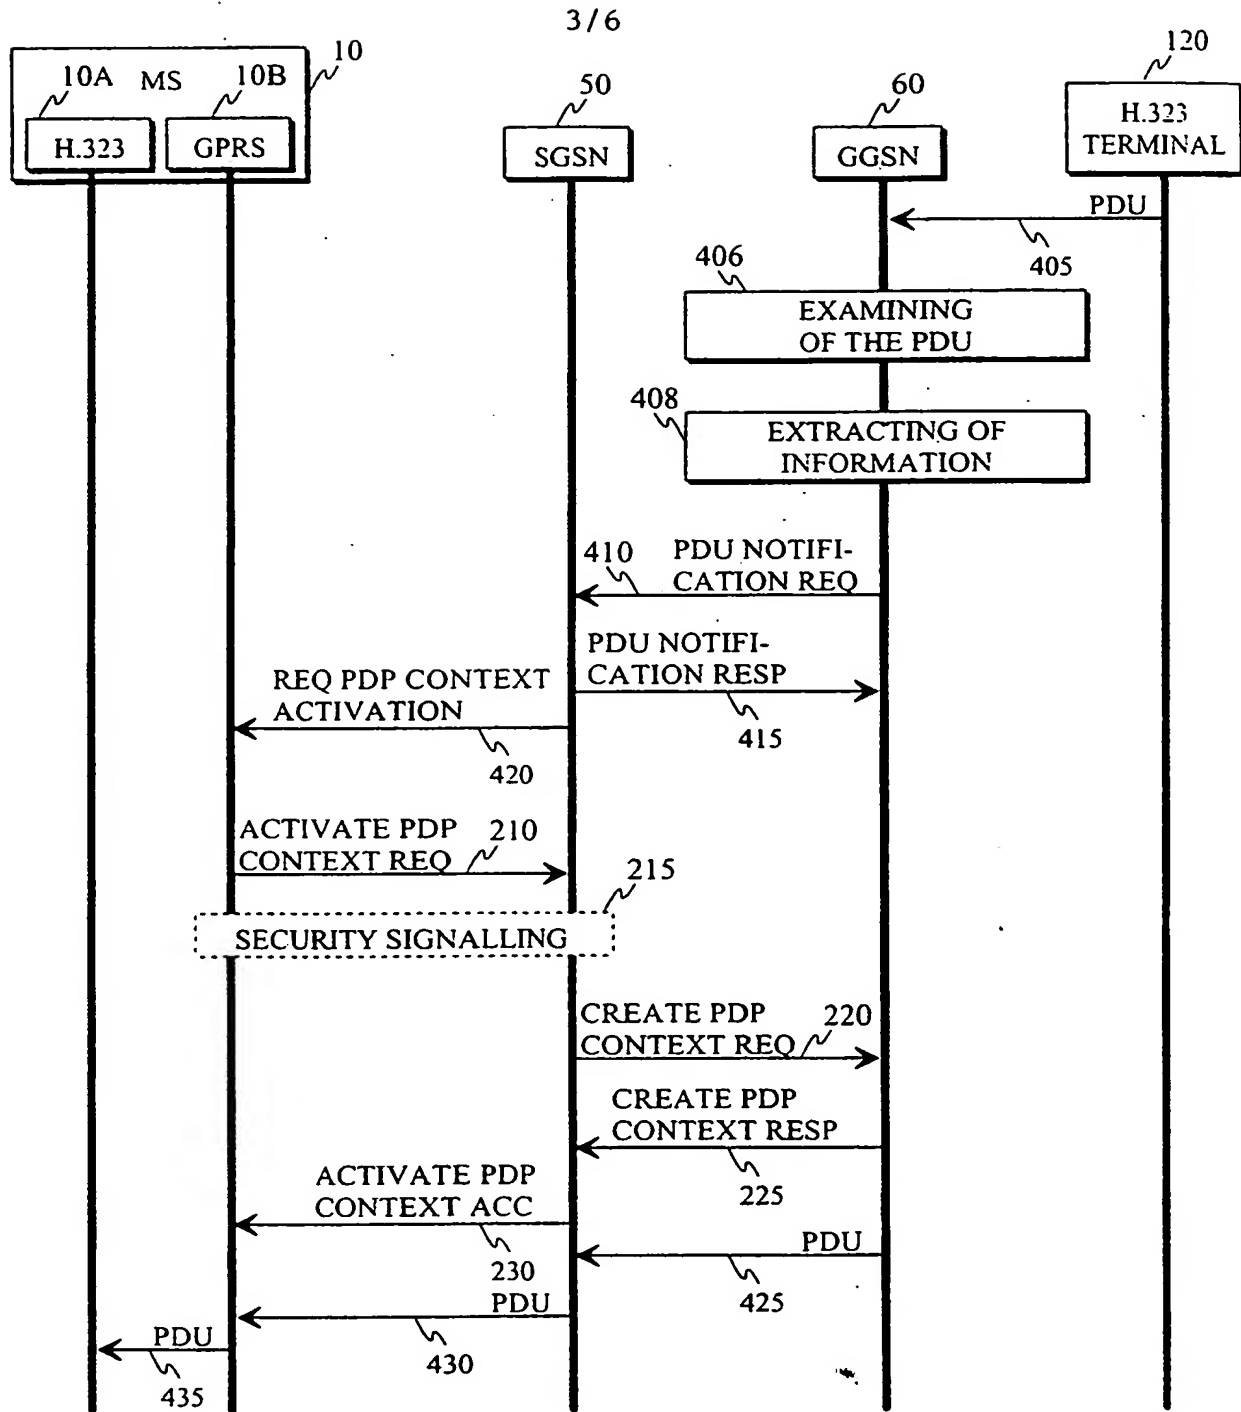 3/6
10
10A MS 10B
H.323
GPRS
50
SGSN
60
GGSN
120
H.323
TERMINAL
PDU
405
406
EXAMINING
OF THE PDU
408
EXTRACTING OF
INFORMATION
410
PDU NOTIFI-
CATION REQ
PDU NOTIFI-
CATION RESP
415
REQ PDP CONTEXT
ACTIVATION
420
ACTIVATE PDP
CONTEXT REQ
210
215
SECURITY SIGNALLING
CREATE PDP
CONTEXT REQ
220
CREATE PDP
CONTEXT RESP
225
ACTIVATE PDP
CONTEXT ACC
230
PDU
425
PDU
430
PDU
435